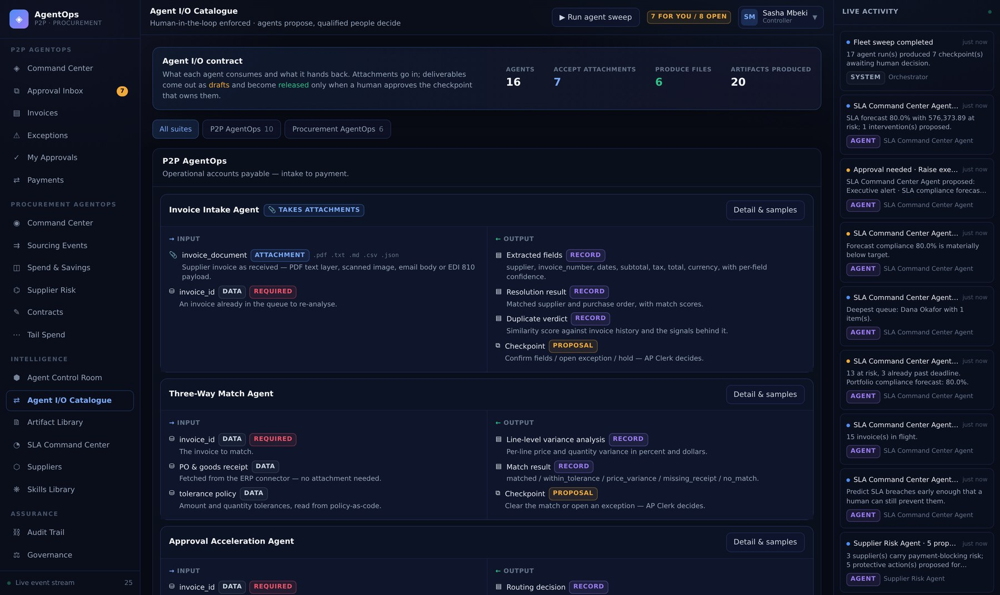 AgentOps
P2P · PROCUREMENT
P2P AGENTOPS
Command Center
Approval Inbox 7
Invoices
Exceptions
My Approvals
Payments
PROCUREMENT AGENTOPS
Command Center
Sourcing Events
Spend & Savings
Supplier Risk
Contracts
Tail Spend
INTELLIGENCE
Agent Control Room
Agent I/O Catalogue
Artifact Library
SLA Command Center
Suppliers
Skills Library
ASSURANCE
Audit Trail
Governance
Live event stream 25
Agent I/O Catalogue
Human-in-the-loop enforced · agents propose, qualified people decide
▶ Run agent sweep
7 FOR YOU / 8 OPEN
SM
Sasha Mbeki
Controller
Agent I/O contract
What each agent consumes and what it hands back. Attachments go in; deliverables
come out as drafts and become released only when a human approves the checkpoint
that owns them.
AGENTS
16
ACCEPT ATTACHMENTS
7
PRODUCE FILES
6
ARTIFACTS PRODUCED
20
All suites
P2P AgentOps 10
Procurement AgentOps 6
P2P AgentOps
Operational accounts payable — intake to payment.
Invoice Intake Agent TAKES ATTACHMENTS
Detail & samples
→ INPUT
invoice_document ATTACHMENT .pdf .txt .md .csv .json
Supplier invoice as received — PDF text layer, scanned image, email body or EDI 810
payload.
invoice_id DATA REQUIRED
An invoice already in the queue to re-analyse.
← OUTPUT
Extracted fields RECORD
supplier, invoice_number, dates, subtotal, tax, total, currency, with per-field
confidence.
Resolution result RECORD
Matched supplier and purchase order, with match scores.
Duplicate verdict RECORD
Similarity score against invoice history and the signals behind it.
Checkpoint PROPOSAL
Confirm fields / open exception / hold — AP Clerk decides.
Three-Way Match Agent
Detail & samples
→ INPUT
invoice_id DATA REQUIRED
The invoice to match.
PO & goods receipt DATA
Fetched from the ERP connector — no attachment needed.
tolerance policy DATA
Amount and quantity tolerances, read from policy-as-code.
← OUTPUT
Line-level variance analysis RECORD
Per-line price and quantity variance in percent and dollars.
Match result RECORD
matched / within_tolerance / price_variance / missing_receipt / no_match.
Checkpoint PROPOSAL
Clear the match or open an exception — AP Clerk decides.
Approval Acceleration Agent
Detail & samples
→ INPUT
invoice_id DATA REQUIRED
← OUTPUT
Routing decision RECORD
LIVE ACTIVITY
Fleet sweep completed just now
17 agent run(s) produced 7 checkpoint(s)
awaiting human decision.
SYSTEM Orchestrator
SLA Command Center Agent... just now
SLA forecast 80.0% with 576,373.89 at
risk; 1 intervention(s) proposed.
AGENT SLA Command Center Agent
Approval needed · Raise exe... just now
SLA Command Center Agent proposed:
Executive alert · SLA compliance forecas...
AGENT SLA Command Center Agent
SLA Command Center Agent... just now
Forecast compliance 80.0% is materially
below target.
AGENT SLA Command Center Agent
SLA Command Center Agent... just now
Deepest queue: Dana Okafor with 1
item(s).
AGENT SLA Command Center Agent
SLA Command Center Agent... just now
13 at risk, 3 already past deadline.
Portfolio compliance forecast: 80.0%.
AGENT SLA Command Center Agent
SLA Command Center Agent... just now
15 invoice(s) in flight.
AGENT SLA Command Center Agent
SLA Command Center Agent... just now
Predict SLA breaches early enough that a
human can still prevent them.
AGENT SLA Command Center Agent
Supplier Risk Agent · 5 prop... just now
3 supplier(s) carry payment-blocking risk;
5 protective action(s) proposed for...
AGENT Supplier Risk Agent